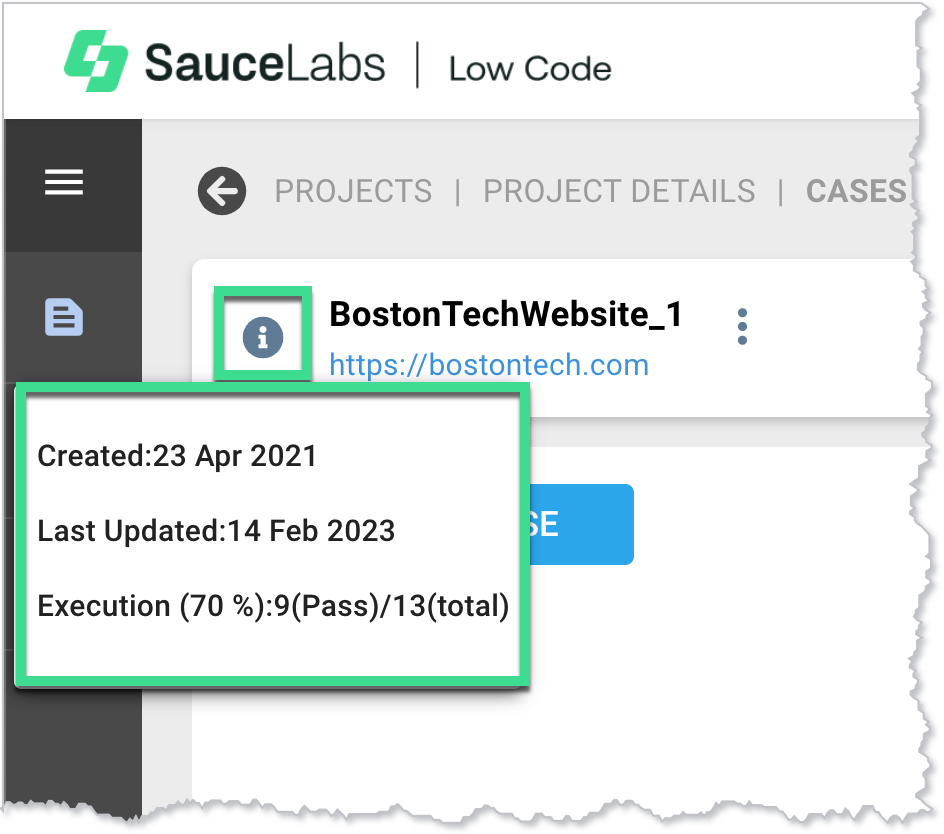 SauceLabs | Low Code
PROJECTS | PROJECT DETAILS | CASES
BostonTechWebsite_1
https://bostontech.com
Created:23 Apr 2021
Last Updated:14 Feb 2023
SE
Execution (70 %):9(Pass)/13(total)